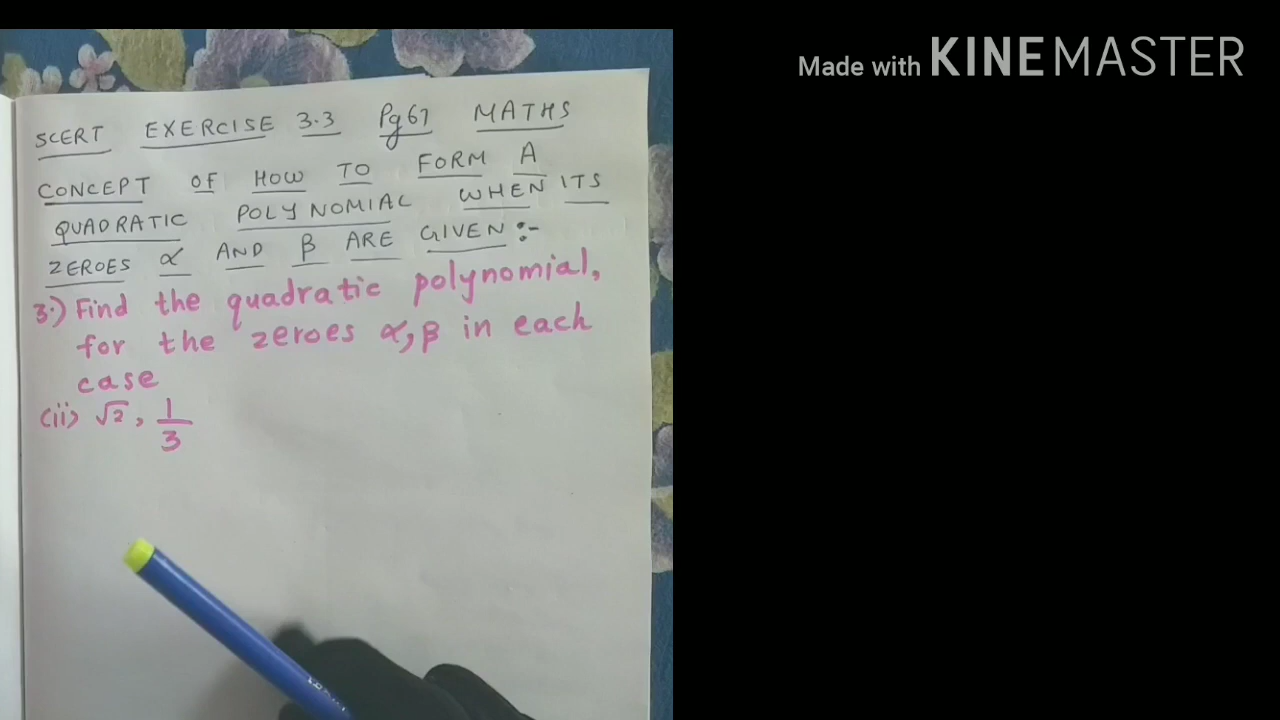 Made with KINEMASTER
SCERT EXERCISE 3.3 Pg67 MATHS
CONCEPT OF HOW TO FORM A
QUADRATIC POLYNOMIAL WHEN ITS
ZEROES α AND β ARE GIVEN :-
3.) Find the quadratic polynomial,
for the zeroes α, β in each
case
(ii) √2, 1/3